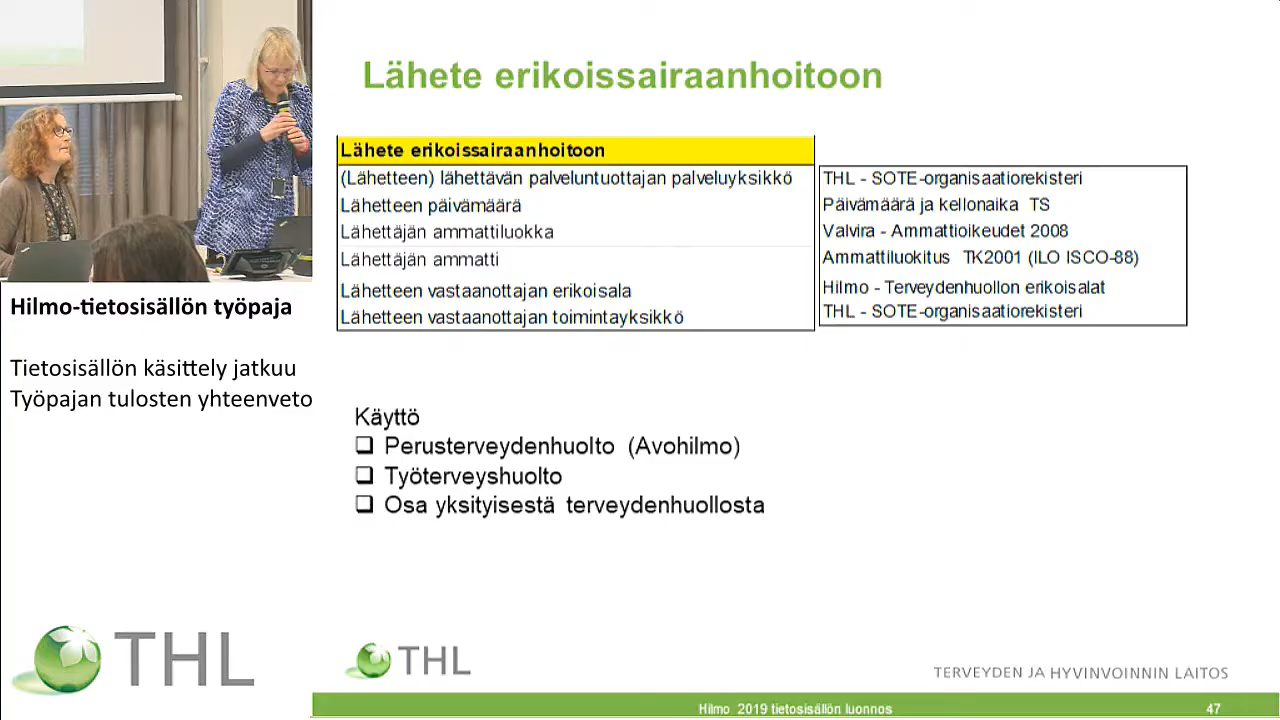 Lähete erikoissairaanhoitoon
Lähete erikoissairaanhoitoon
(Lähetteen) lähettävän palveluntuottajan palveluyksikkö THL - SOTE-organisaatiorekisteri
Lähetteen päivämäärä Päivämäärä ja kellonaika TS
Lähettäjän ammattiluokka Valvira - Ammattioikeudet 2008
Lähettäjän ammatti Ammattiluokitus TK2001 (ILO ISCO-88)
Lähetteen vastaanottajan erikoisala Hilmo - Terveydenhuollon erikoisalat
Lähetteen vastaanottajan toimintayksikkö THL - SOTE-organisaatiorekisteri
Hilmo-tietosisällön työpaja
Tietosisällön käsittely jatkuu
Työpajan tulosten yhteenveto
Käyttö
Perusterveydenhuolto (Avohilmo)
Työterveyshuolto
Osa yksityisestä terveydenhuollosta
THL
THL
TERVEYDEN JA HYVINVOINNIN LAITOS
Hilmo 2019 tietosisällön luonnos 47